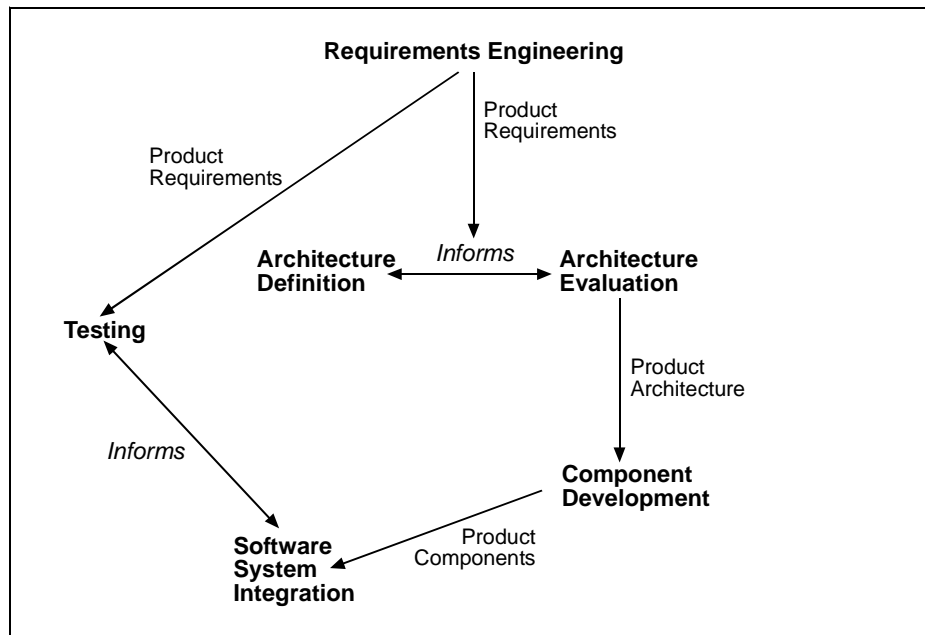 Requirements Engineering
Product
Requirements
Product
Requirements
Architecture
Definition
Informs
Architecture
Evaluation
Testing
Product
Architecture
Informs
Component
Development
Product
Components
Software
System
Integration